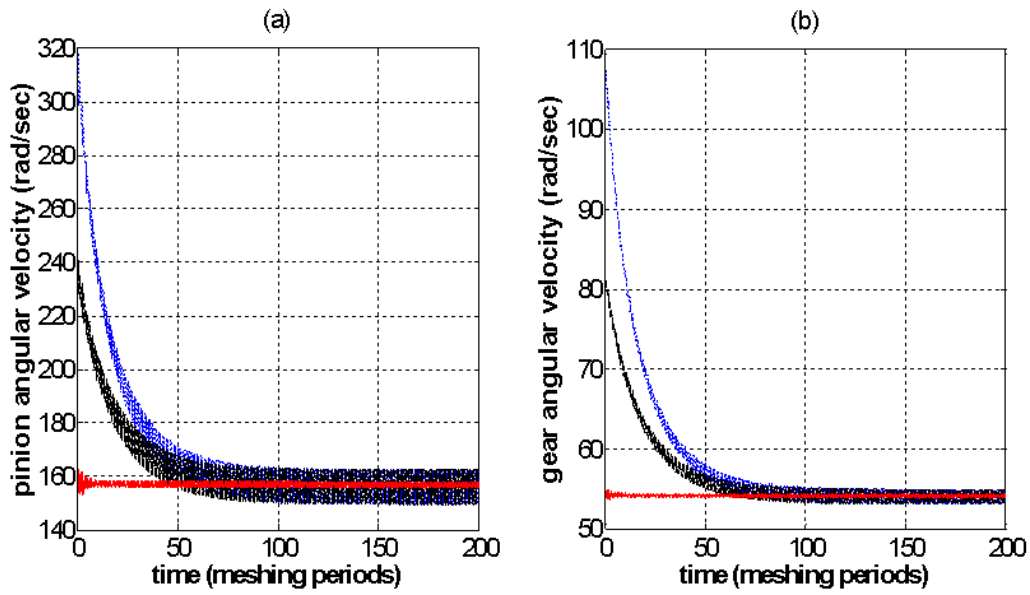 (a)
320
300
280
260
240
220
200
180
160
140
0 50 100 150 200
pinion angular velocity (rad/sec)
time (meshing periods)
(b)
110
100
90
80
70
60
50
0 50 100 150 200
gear angular velocity (rad/sec)
time (meshing periods)